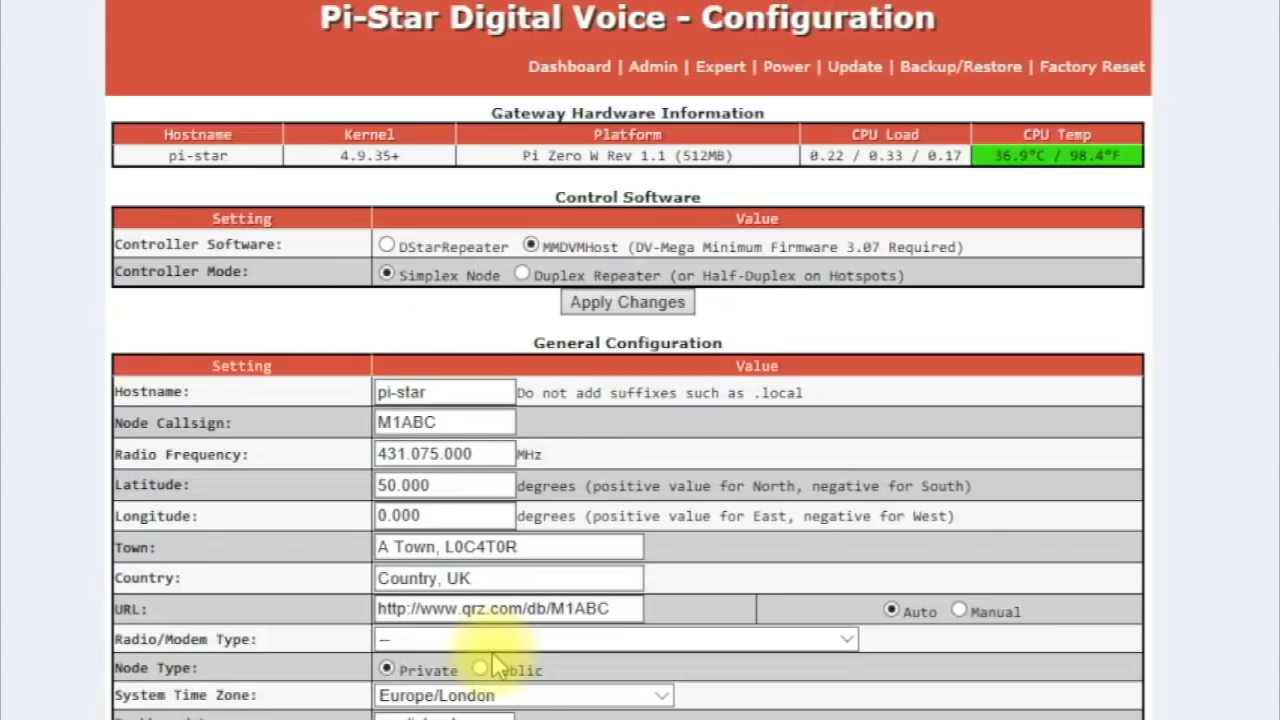 Pi-Star Digital Voice - Configuration
Dashboard | Admin | Expert | Power | Update | Backup/Restore | Factory Reset
Gateway Hardware Information
Hostname Kernel Platform CPU Load CPU Temp
pi-star 4.9.35+ Pi Zero W Rev 1.1 (512MB) 0.22 / 0.33 / 0.17 36.9°C / 98.4°F
Control Software
Setting Value
Controller Software: DStarRepeater MMDVMHost (DV-Mega Minimum Firmware 3.07 Required)
Controller Mode: Simplex Node Duplex Repeater (or Half-Duplex on Hotspots)
Apply Changes
General Configuration
Setting Value
Hostname: pi-star Do not add suffixes such as .local
Node Callsign: M1ABC
Radio Frequency: 431.075.000 MHz
Latitude: 50.000 degrees (positive value for North, negative for South)
Longitude: 0.000 degrees (positive value for East, negative for West)
Town: A Town, L0C4T0R
Country: Country, UK
URL: http://www.qrz.com/db/M1ABC Auto Manual
Radio/Modem Type: --
Node Type: Private Public
System Time Zone: Europe/London